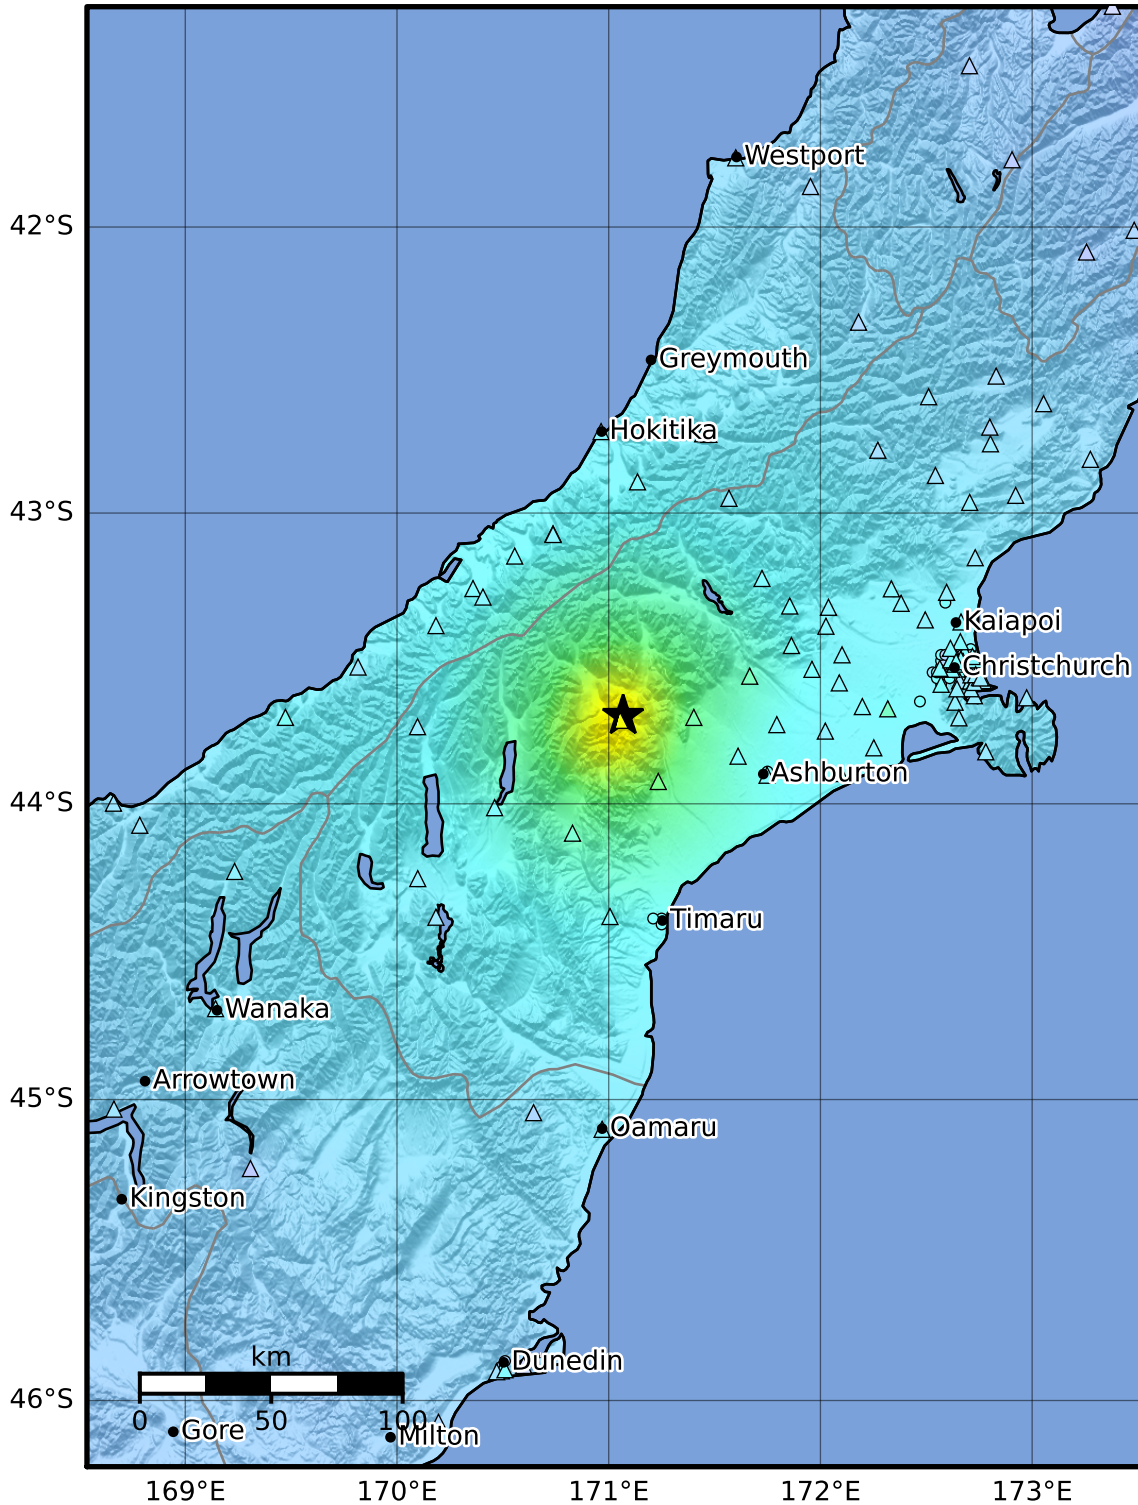 Westport
42°S
Greymouth
Hokitika
43°S
Kaiapoi
Christchurch
Ashburton
44°S
Timaru
Wanaka
Arrowtown
45°S
Oamaru
Kingston
km
Dunedin
46°S
0 50 100
Gore
Milton
169°E 170°E 171°E 172°E 173°E